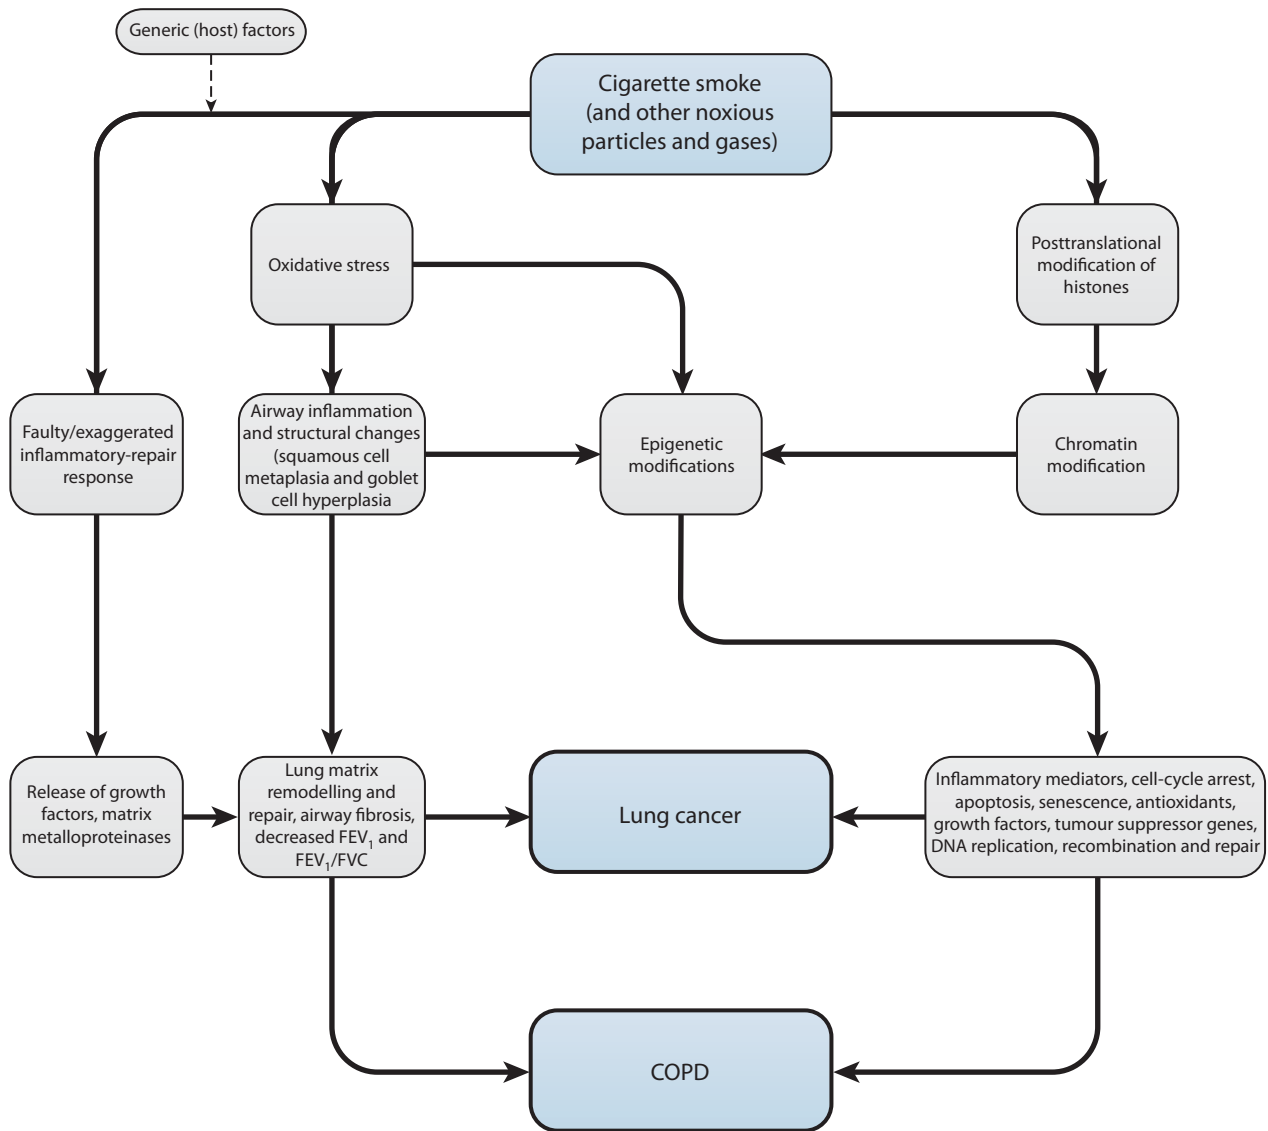 Generic (host) factors
Cigarette smoke
(and other noxious
particles and gases)
Oxidative stress
Posttranslational
modification of
histones
Faulty/exaggerated
inflammatory-repair
response
Airway inflammation
and structural changes
(squamous cell
metaplasia and goblet
cell hyperplasia
Epigenetic
modifications
Chromatin
modification
Release of growth
factors, matrix
metalloproteinases
Lung matrix
remodelling and
repair, airway fibrosis,
decreased FEV₁ and
FEV₁/FVC
Lung cancer
Inflammatory mediators, cell-cycle arrest,
apoptosis, senescence, antioxidants,
growth factors, tumour suppressor genes,
DNA replication, recombination and repair
COPD